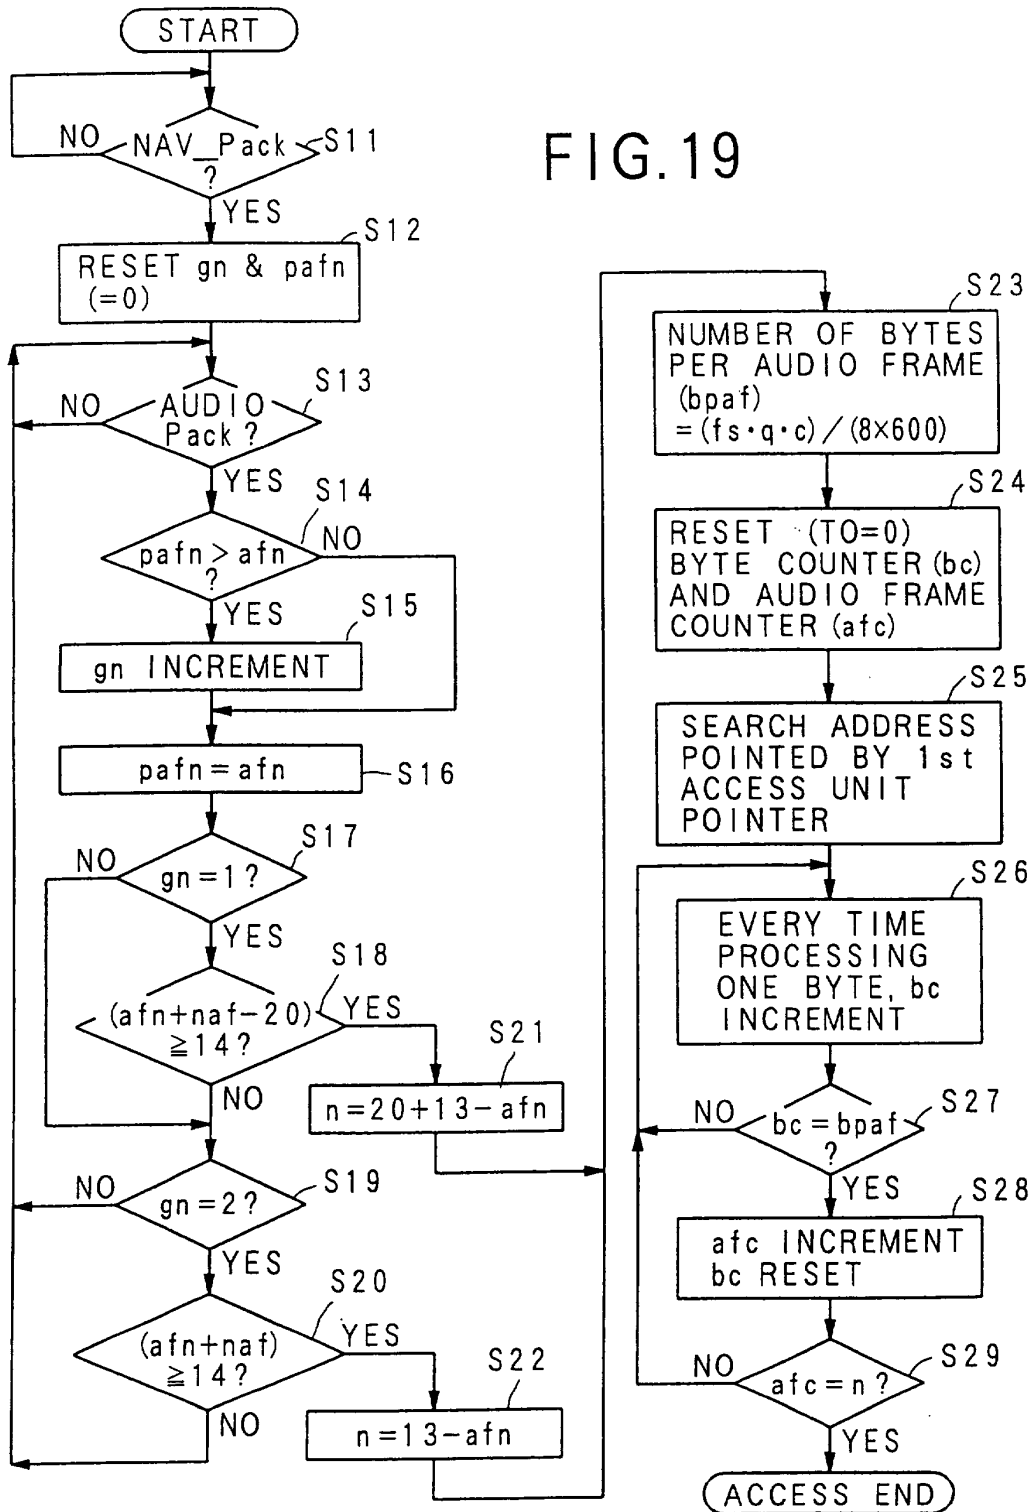 FIG.19
START
NAV_Pack
?
S11
NO
YES
S12
RESET gn & pafn
(=0)
S13
AUDIO
Pack?
NO
YES
S14
pafn>afn
?
NO
YES
S15
gn INCREMENT
pafn=afn
S16
S17
gn=1?
NO
YES
S18
(afn+naf-20)
≧14?
YES
NO
S21
n=20+13-afn
S19
gn=2?
NO
YES
S20
(afn+naf)
≧14?
YES
NO
S22
n=13-afn
S23
NUMBER OF BYTES
PER AUDIO FRAME
(bpaf)
=(fs·q·c)/(8×600)
S24
RESET (TO=0)
BYTE COUNTER(bc)
AND AUDIO FRAME
COUNTER(afc)
S25
SEARCH ADDRESS
POINTED BY 1st
ACCESS UNIT
POINTER
S26
EVERY TIME
PROCESSING
ONE BYTE, bc
INCREMENT
S27
bc=bpaf
?
NO
YES
S28
afc INCREMENT
bc RESET
S29
afc=n?
NO
YES
ACCESS END